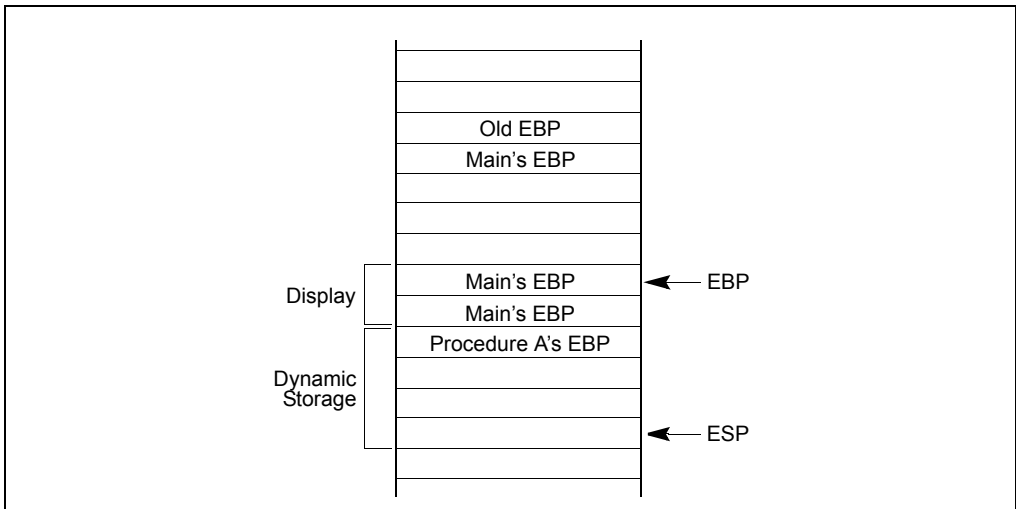 Old EBP
Main's EBP
Main's EBP
EBP
Display
Main's EBP
Procedure A's EBP
Dynamic
Storage
ESP